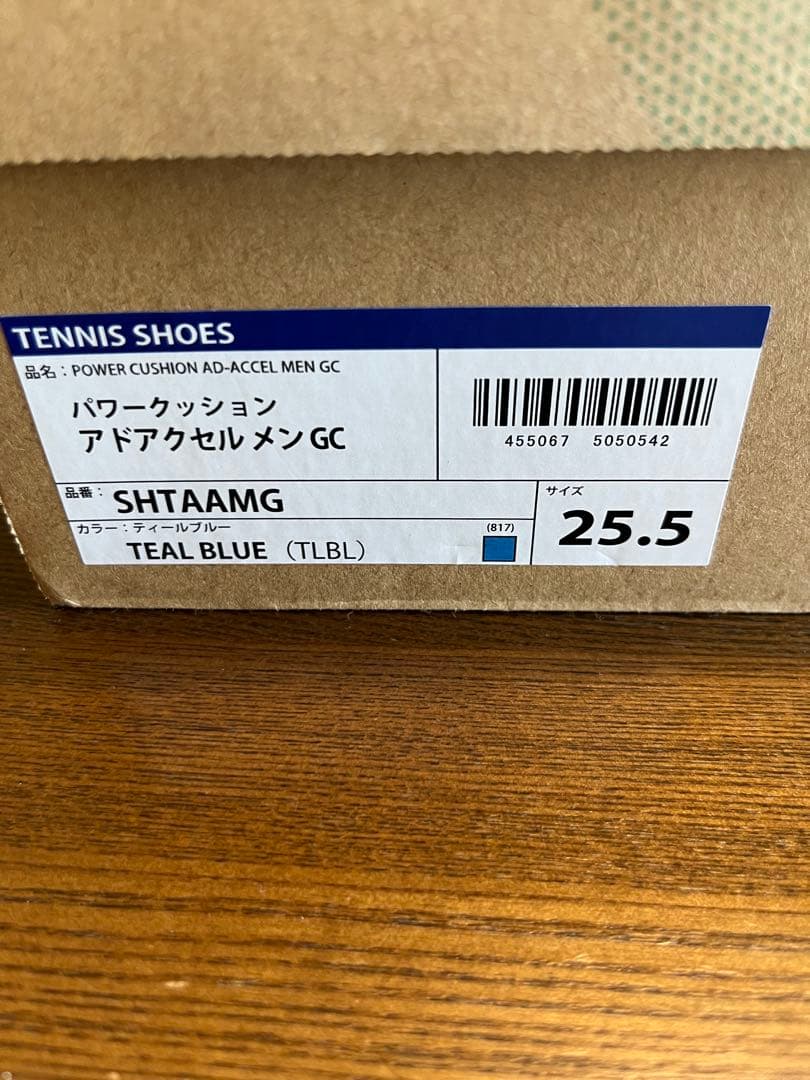 TENNIS SHOES
品名：POWER CUSHION AD-ACCEL MEN GC
パワークッション
アドアクセル メン GC
455067 5050542
品番： SHTAAMG
カラー：ティールブルー
TEAL BLUE （TLBL）
(817)
サイズ
25.5